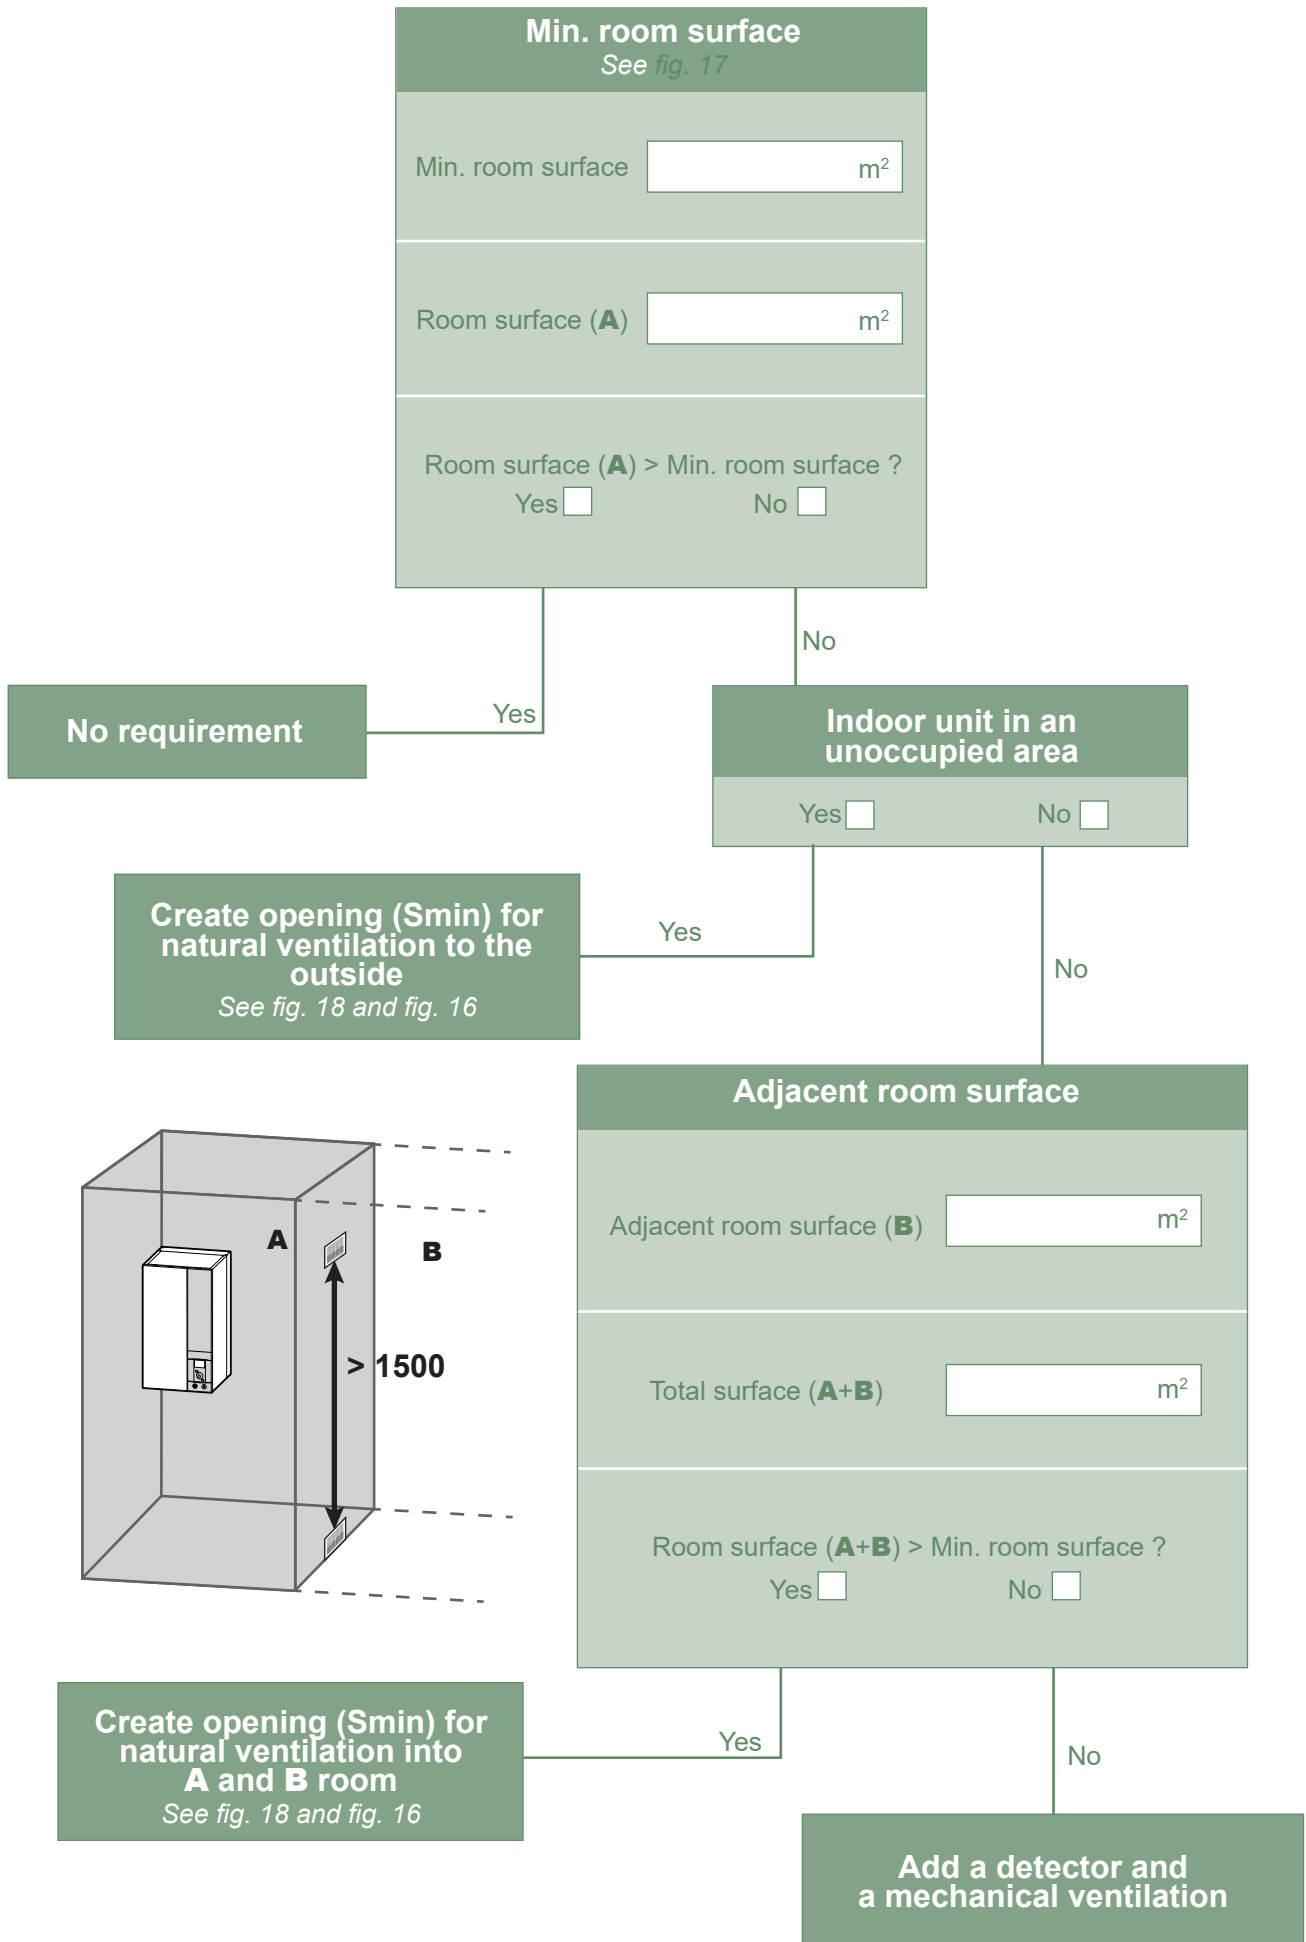 Min. room surface
See fig. 17
Min. room surface m²
Room surface (A) m²
Room surface (A) > Min. room surface ?
Yes No
No
Yes
No requirement
Indoor unit in an
unoccupied area
Yes No
Create opening (Smin) for
natural ventilation to the
outside
See fig. 18 and fig. 16
Yes
No
Adjacent room surface
Adjacent room surface (B) m²
Total surface (A+B) m²
Room surface (A+B) > Min. room surface ?
Yes No
A
B
> 1500
Create opening (Smin) for
natural ventilation into
A and B room
See fig. 18 and fig. 16
Yes
No
Add a detector and
a mechanical ventilation